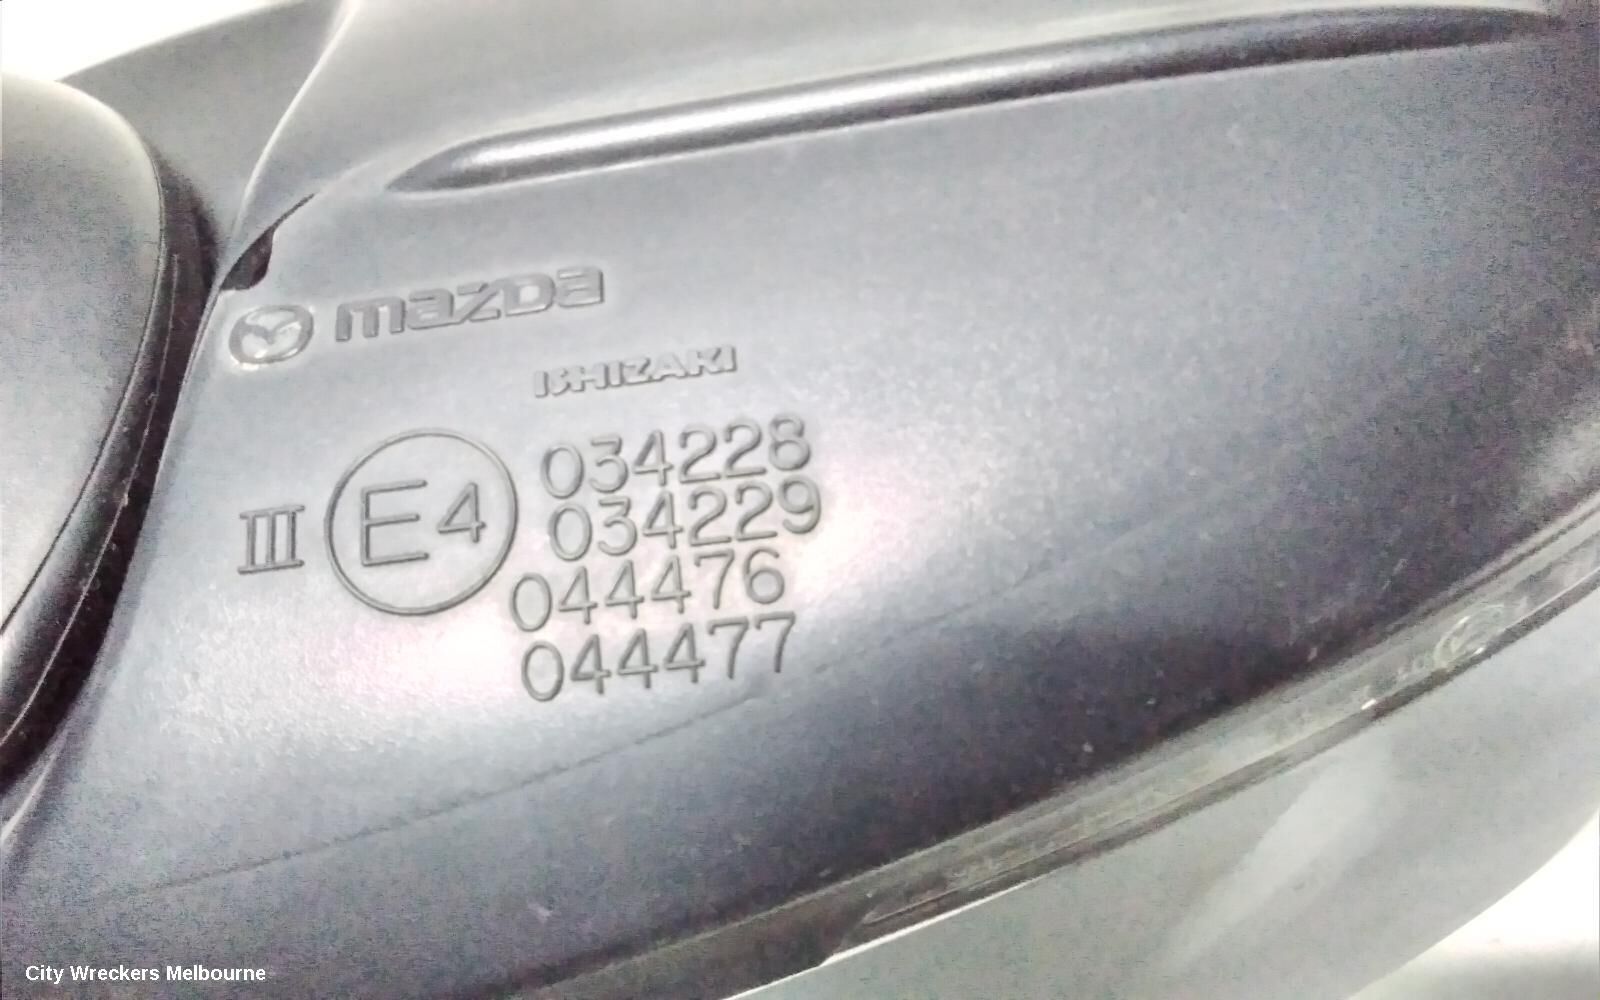 mazda
ISHIZAKI
III E4 034228
034229
044476
044477
City Wreckers Melbourne